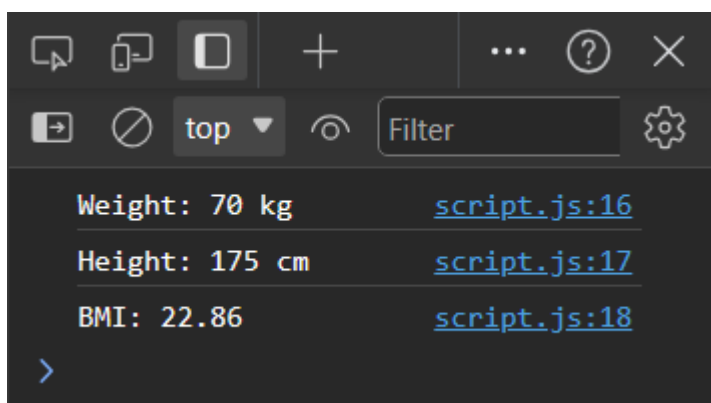 top
Filter
Weight: 70 kg script.js:16
Height: 175 cm script.js:17
BMI: 22.86 script.js:18